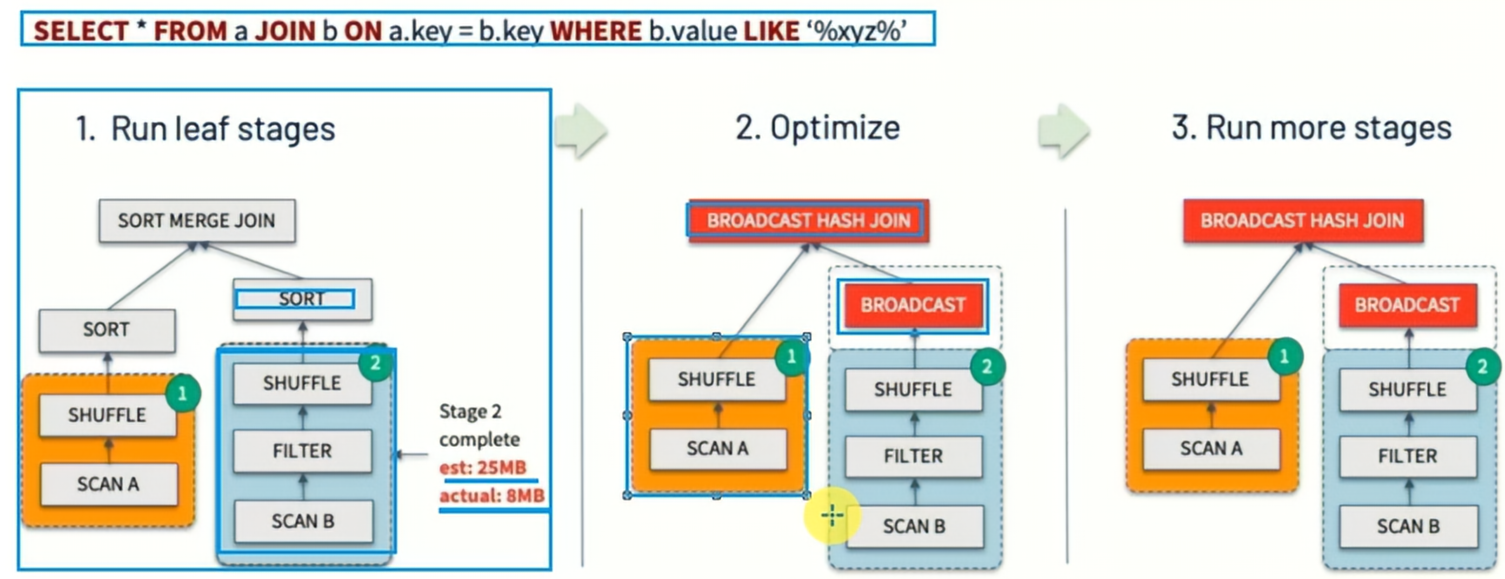 SELECT * FROM a JOIN b ON a.key = b.key WHERE b.value LIKE ‘%xyz%’
1. Run leaf stages
SORT MERGE JOIN
SORT
SORT
1
SHUFFLE
SCAN A
2
SHUFFLE
FILTER
SCAN B
Stage 2
complete
est: 25MB
actual: 8MB
2. Optimize
BROADCAST HASH JOIN
BROADCAST
1
SHUFFLE
SCAN A
2
SHUFFLE
FILTER
SCAN B
3. Run more stages
BROADCAST HASH JOIN
BROADCAST
1
SHUFFLE
SCAN A
2
SHUFFLE
FILTER
SCAN B